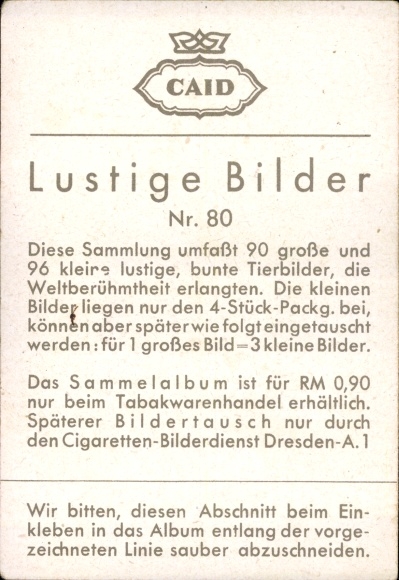 CAID
Lustige Bilder
Nr. 80
Diese Sammlung umfaßt 90 große und
96 kleine lustige, bunte Tierbilder, die
Weltberühmtheit erlangten. Die kleinen
Bilder liegen nur den 4-Stück-Packg. bei,
können aber später wie folgt eingetauscht
werden: für 1 großes Bild=3 kleine Bilder.
Das Sammelalbum ist für RM 0,90
nur beim Tabakwarenhandel erhältlich.
Späterer Bildertausch nur durch
den Cigaretten-Bilderdienst Dresden-A.1
Wir bitten, diesen Abschnitt beim Ein-
kleben in das Album entlang der vorge-
zeichneten Linie sauber abzuschneiden.